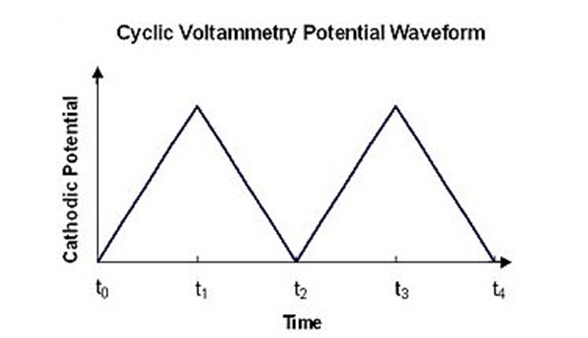 Cyclic Voltammetry Potential Waveform
Cathodic Potential
t₀ t₁ t₂ t₃ t₄
Time